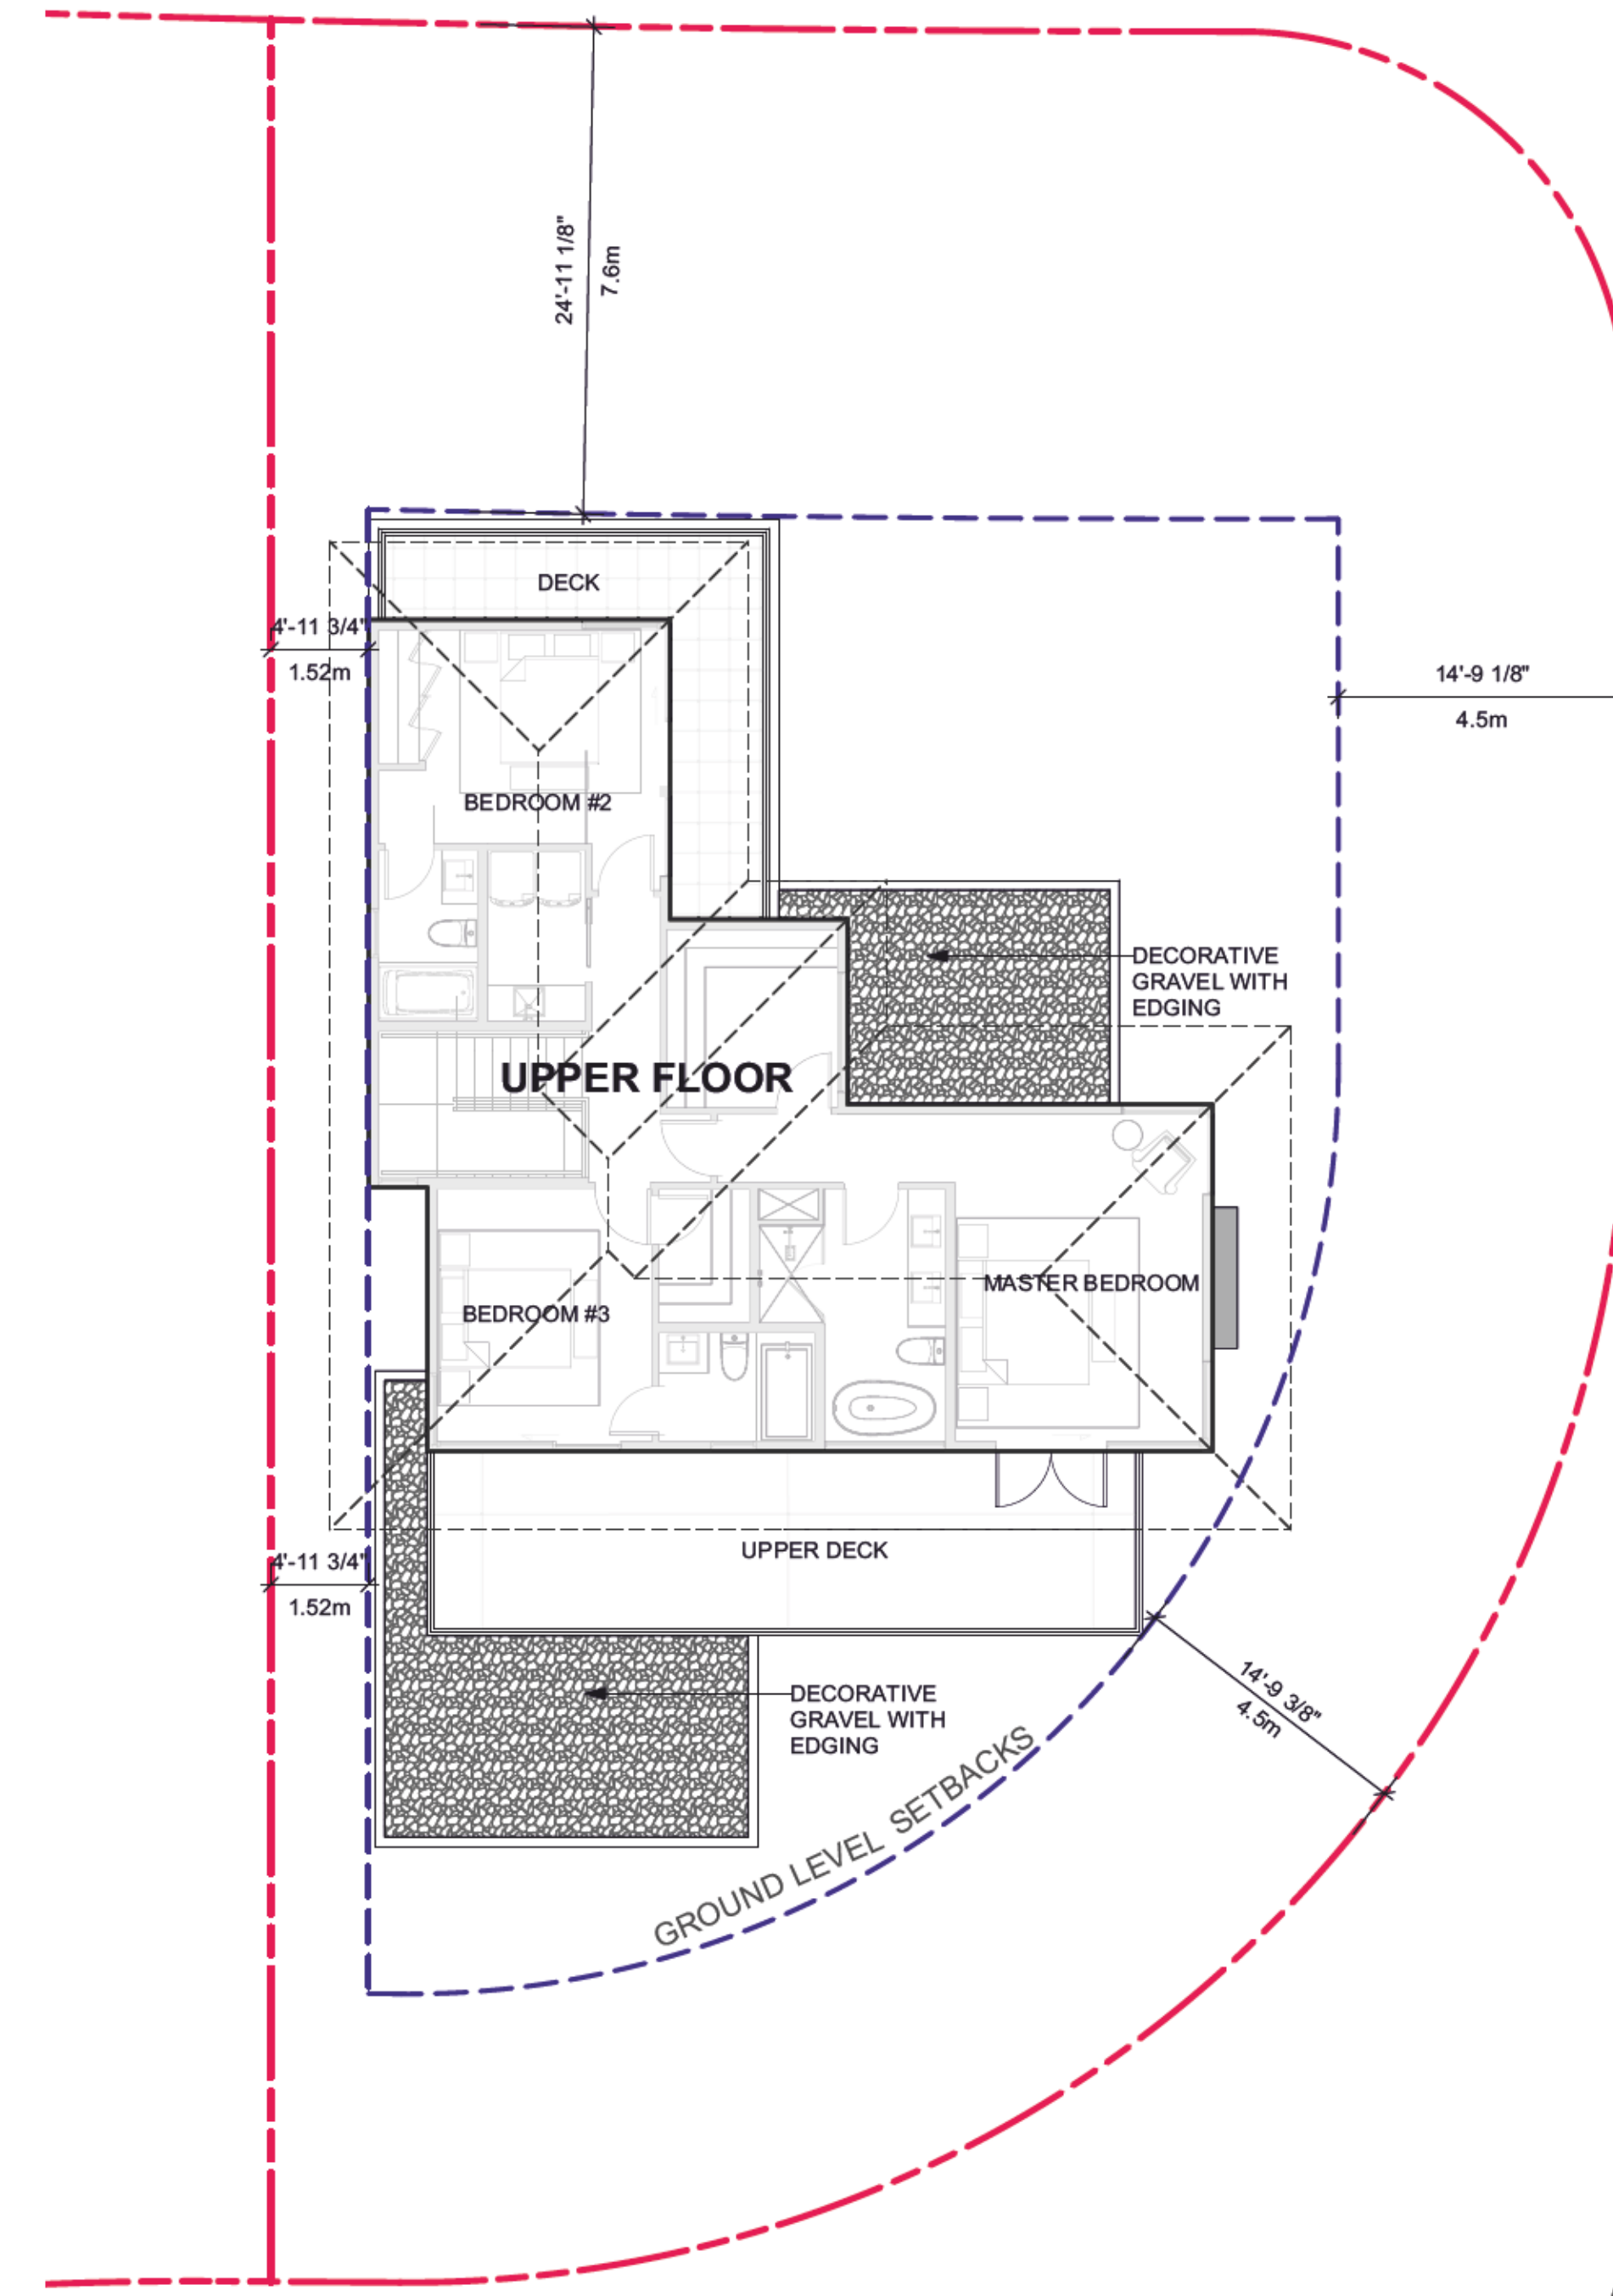 24'-11 1/8"
7.6m
DECK
4'-11 3/4"
1.52m
14'-9 1/8"
4.5m
BEDROOM #2
DECORATIVE
GRAVEL WITH
EDGING
UPPER FLOOR
MASTER BEDROOM
BEDROOM #3
UPPER DECK
4'-11 3/4"
1.52m
14'-9 3/8"
4.5m
DECORATIVE
GRAVEL WITH
EDGING
GROUND LEVEL SETBACKS